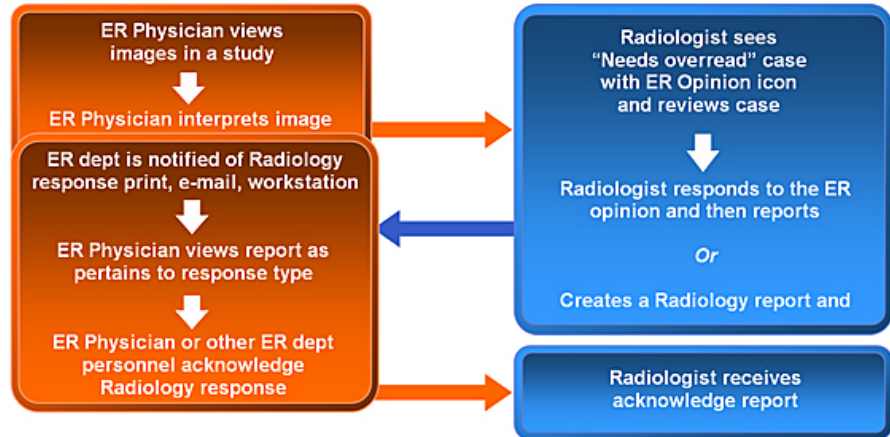 ER Physician views
images in a study
ER Physician interprets image
ER dept is notified of Radiology
response print, e-mail, workstation
ER Physician views report as
pertains to response type
ER Physician or other ER dept
personnel acknowledge
Radiology response
Radiologist sees
“Needs overread” case
with ER Opinion icon
and reviews case
Radiologist responds to the ER
opinion and then reports
Or
Creates a Radiology report and
Radiologist receives
acknowledge report